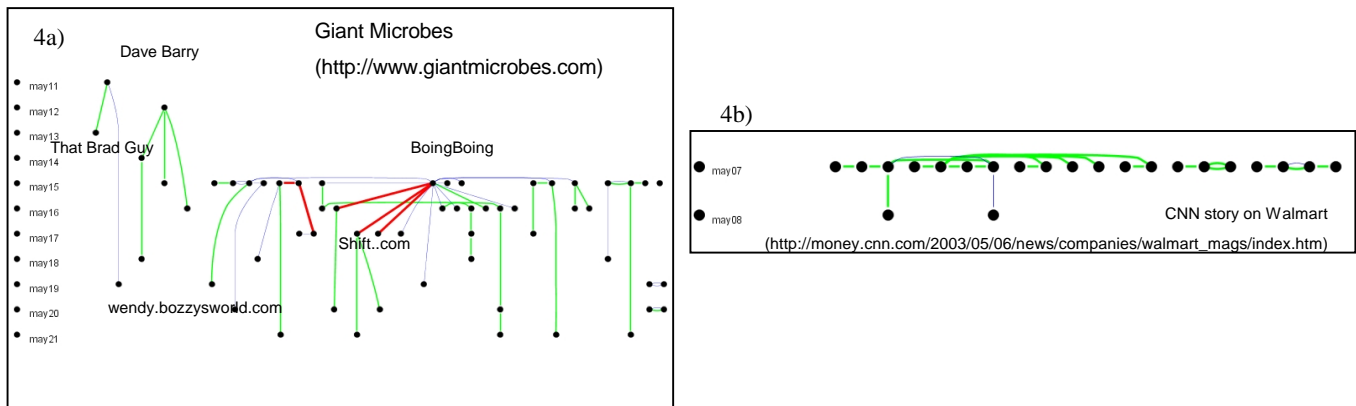 4a)
Giant Microbes
Dave Barry
(http://www.giantmicrobes.com)
may11
may12
may13
That Brad Guy
BoingBoing
may14
may15
may16
may17
Shift..com
may18
may19
wendy.bozzysworld.com
may20
may21
4b)
may07
may08
CNN story on Walmart
(http://money.cnn.com/2003/05/06/news/companies/walmart_mags/index.htm)